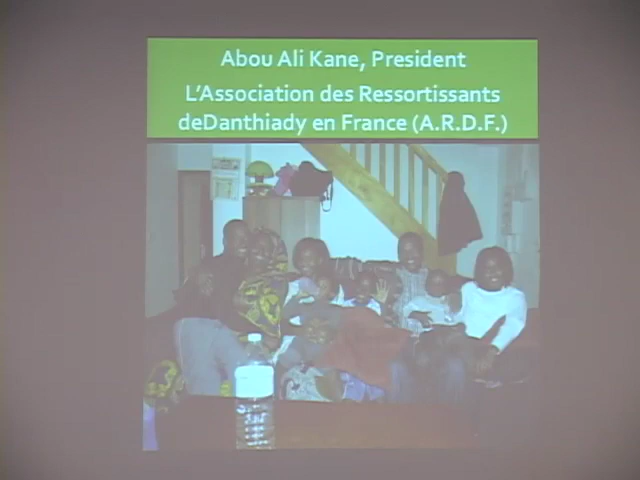 Abou Ali Kane, President
L'Association des Ressortissants
deDanthiady en France (A.R.D.F.)